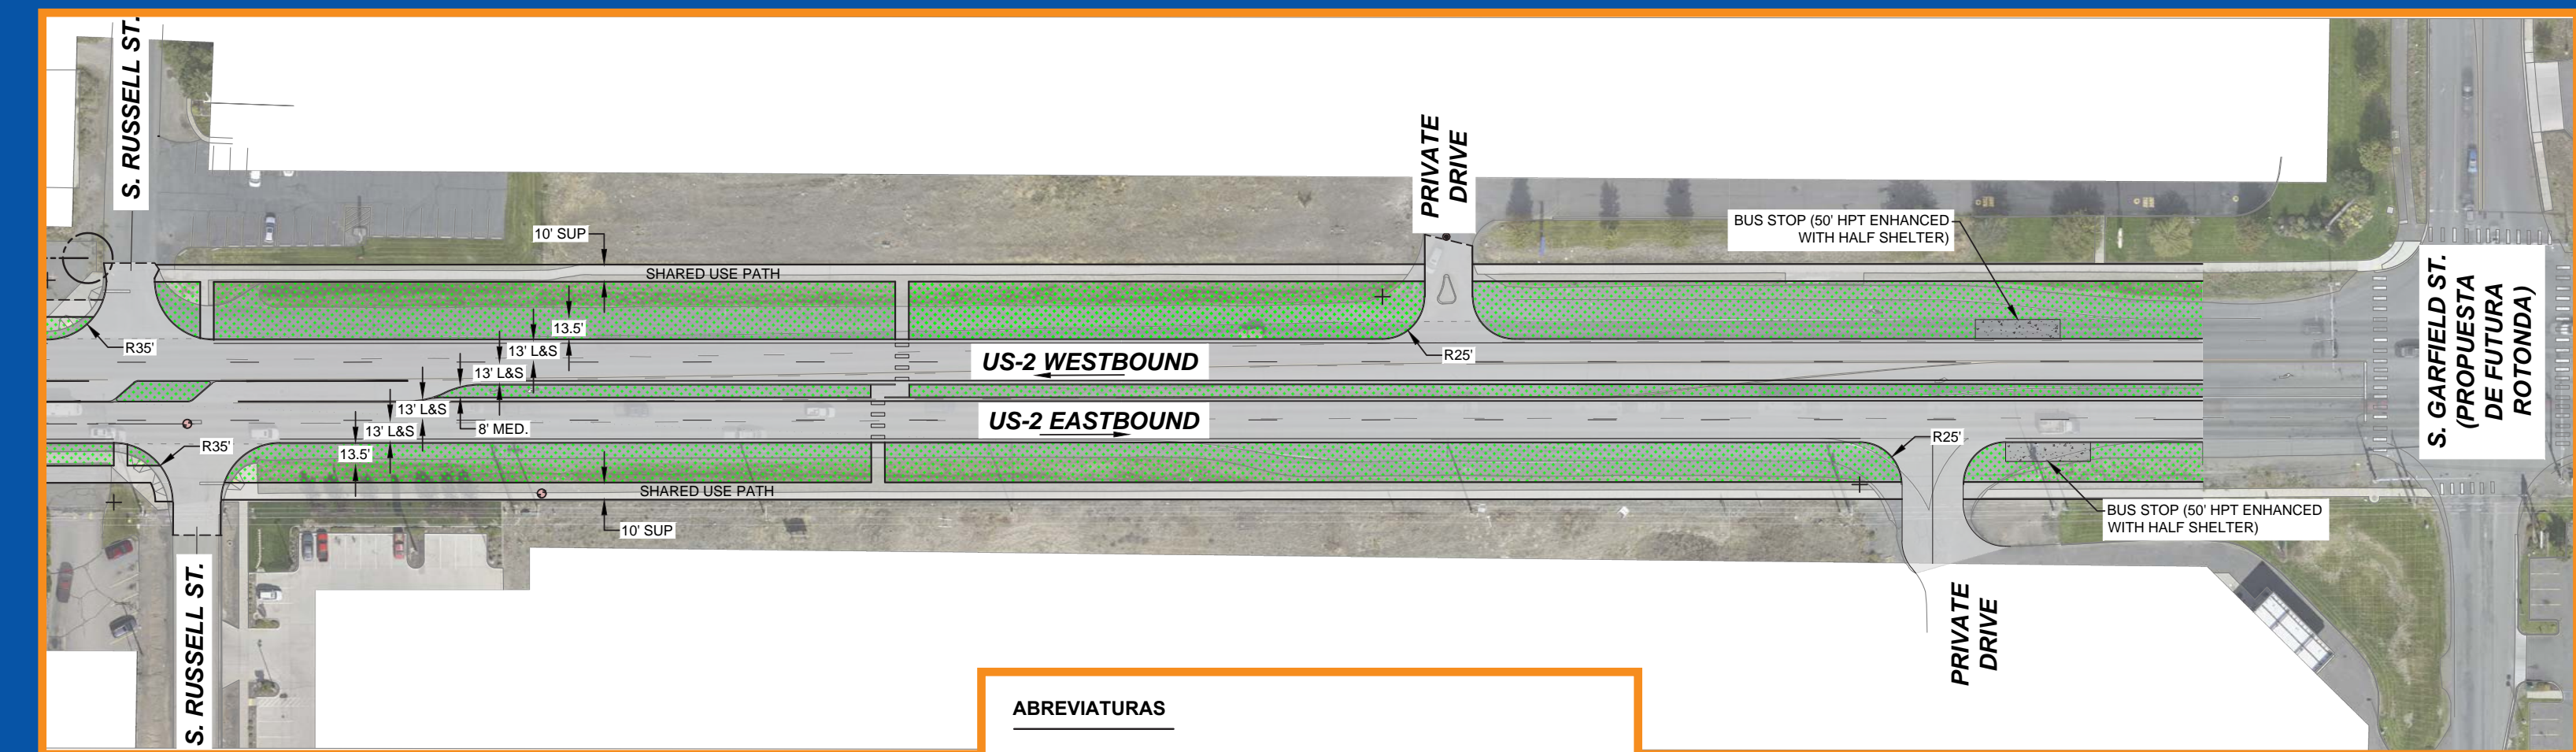 S. RUSSELL ST.
PRIVATE
DRIVE
BUS STOP (50' HPT ENHANCED
WITH HALF SHELTER)
10' SUP
SHARED USE PATH
13.5'
R35'
13' L&S
13' L&S
US-2 WESTBOUND
R25'
13' L&S
13' L&S
8' MED.
US-2 EASTBOUND
R35'
13.5'
R25'
SHARED USE PATH
10' SUP
BUS STOP (50' HPT ENHANCED
WITH HALF SHELTER)
S. GARFIELD ST.
(PROPUESTA
DE FUTURA
ROTONDA)
S. RUSSELL ST.
PRIVATE
DRIVE
ABREVIATURAS